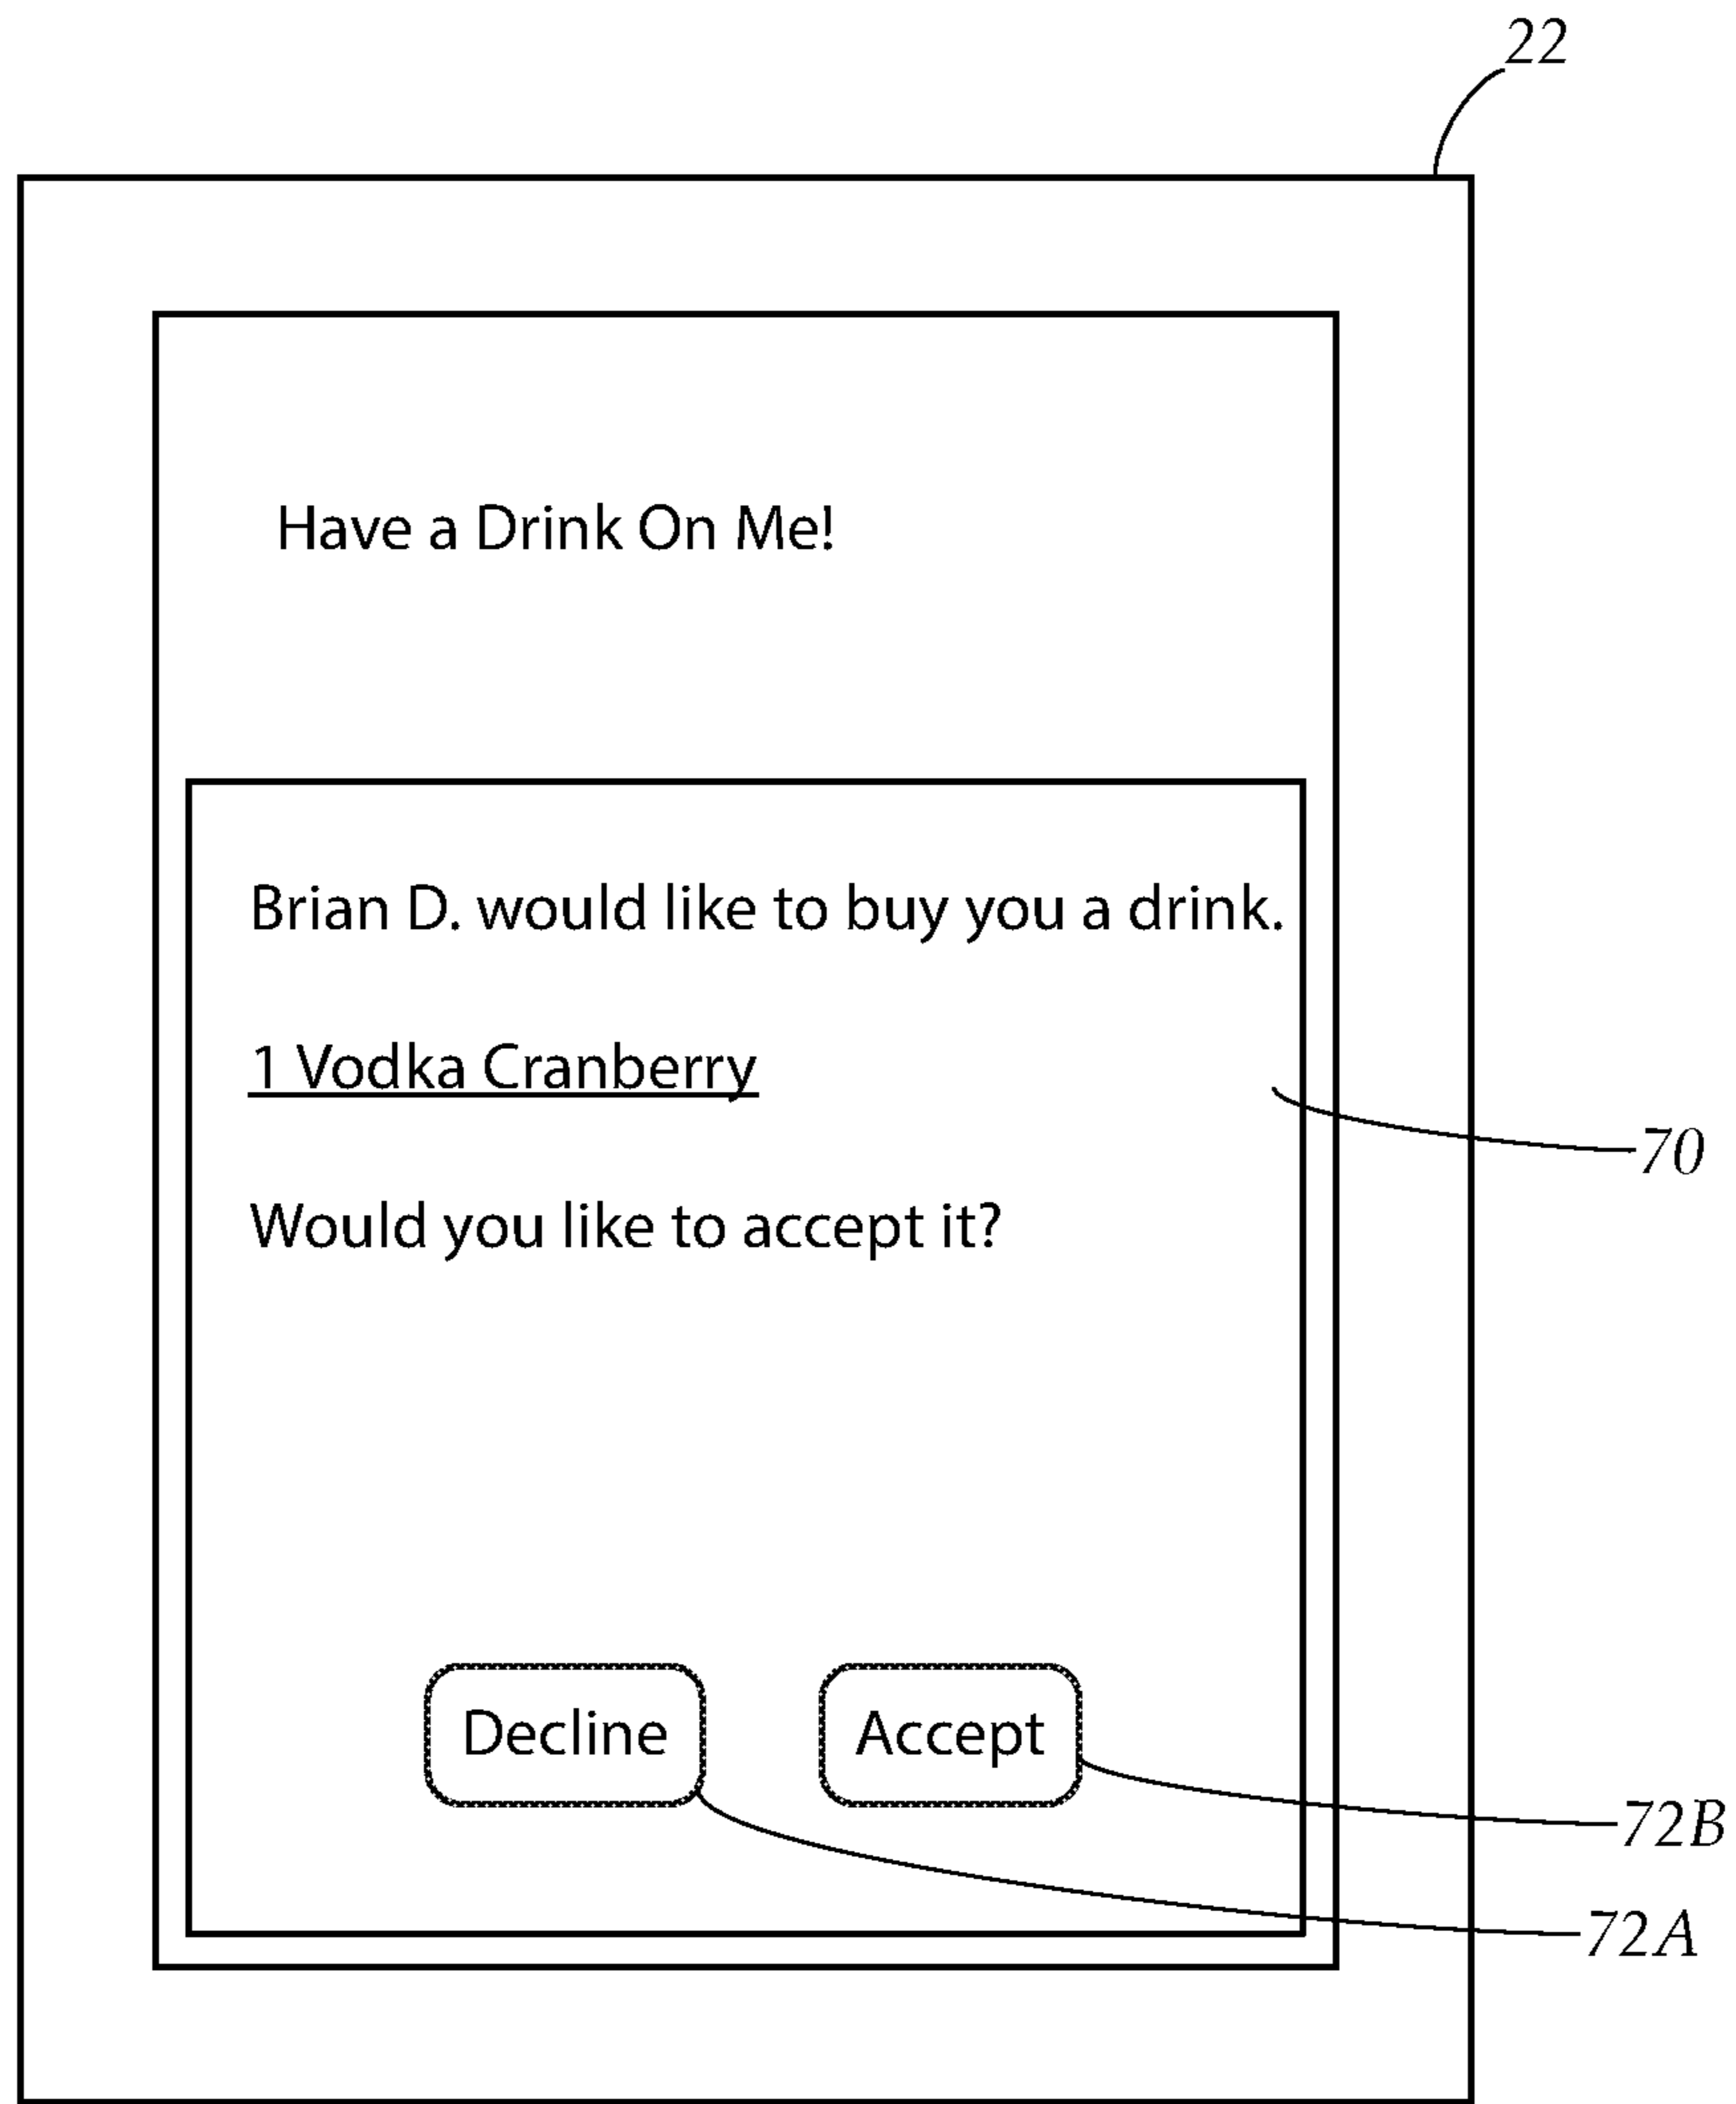 22
Have a Drink On Me!
Brian D. would like to buy you a drink.
1 Vodka Cranberry
70
Would you like to accept it?
Decline Accept
72B
72A